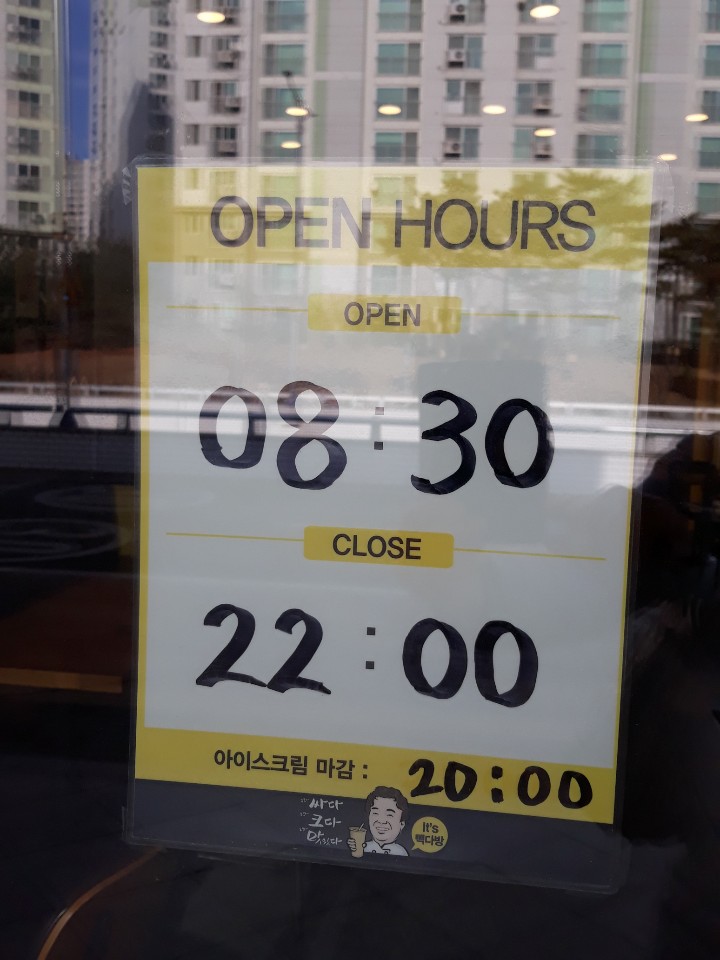 OPEN HOURS
OPEN
08:30
CLOSE
22:00
아이스크림 마감 : 20:00
싸다
크다
맛있다
It's
빽다방